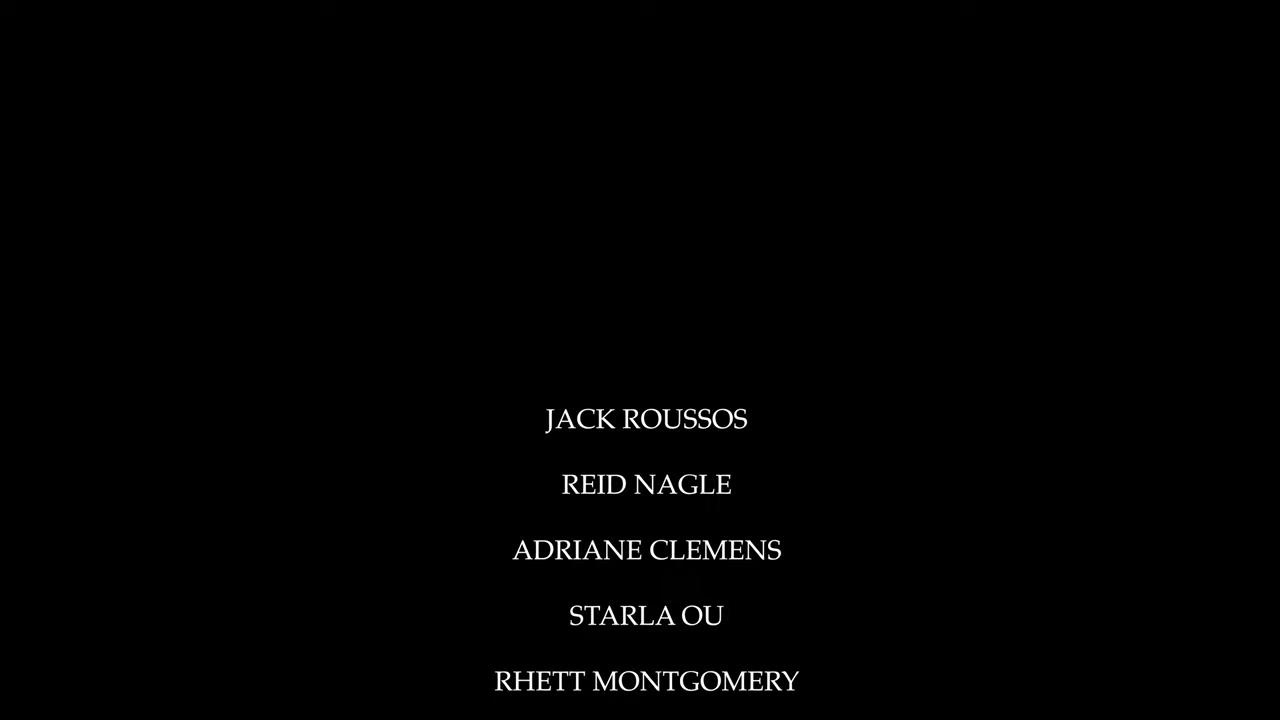 JACK ROUSSOS
REID NAGLE
ADRIANE CLEMENS
STARLA OU
RHETT MONTGOMERY